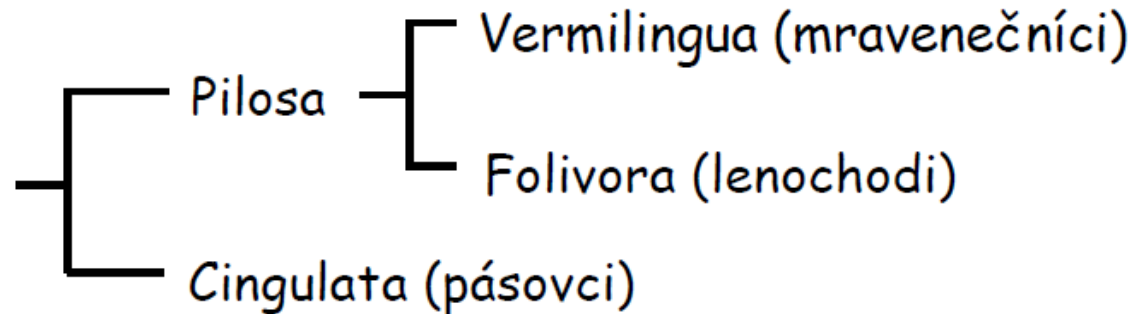 Vermilingua (mravenečníci)
Pilosa
Folivora (lenochodi)
Cingulata (pásovci)